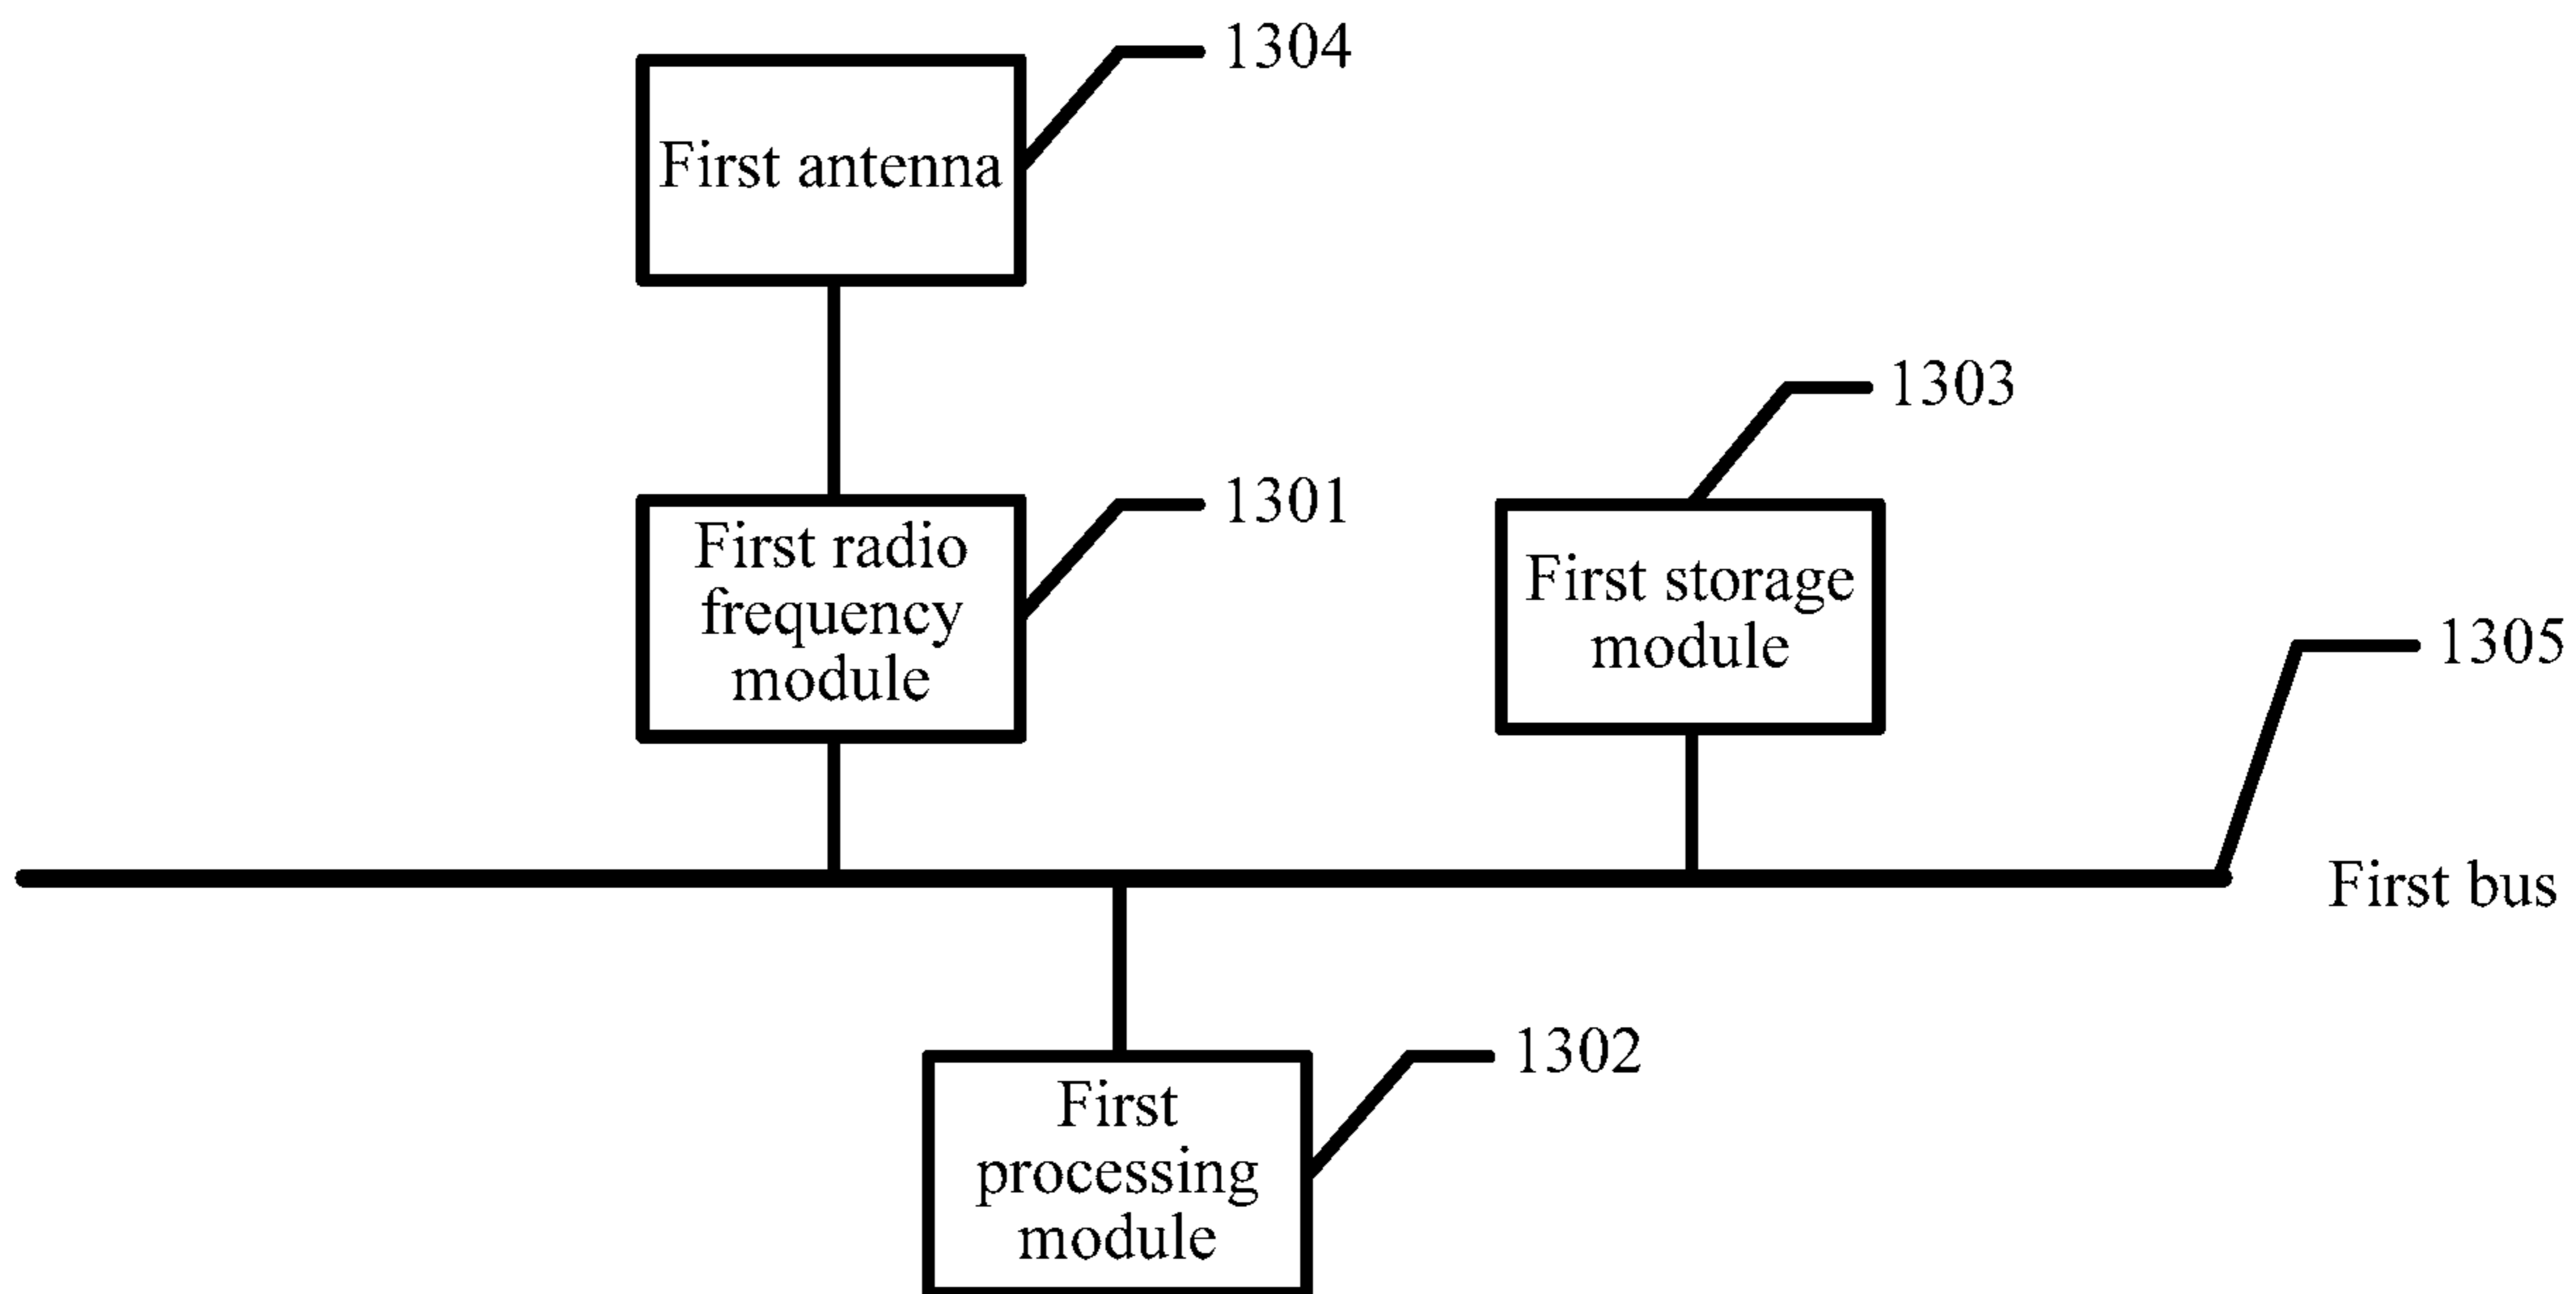 1304
First antenna
1303
1301
First radio
frequency
module
First storage
module
1305
First bus
1302
First
processing
module